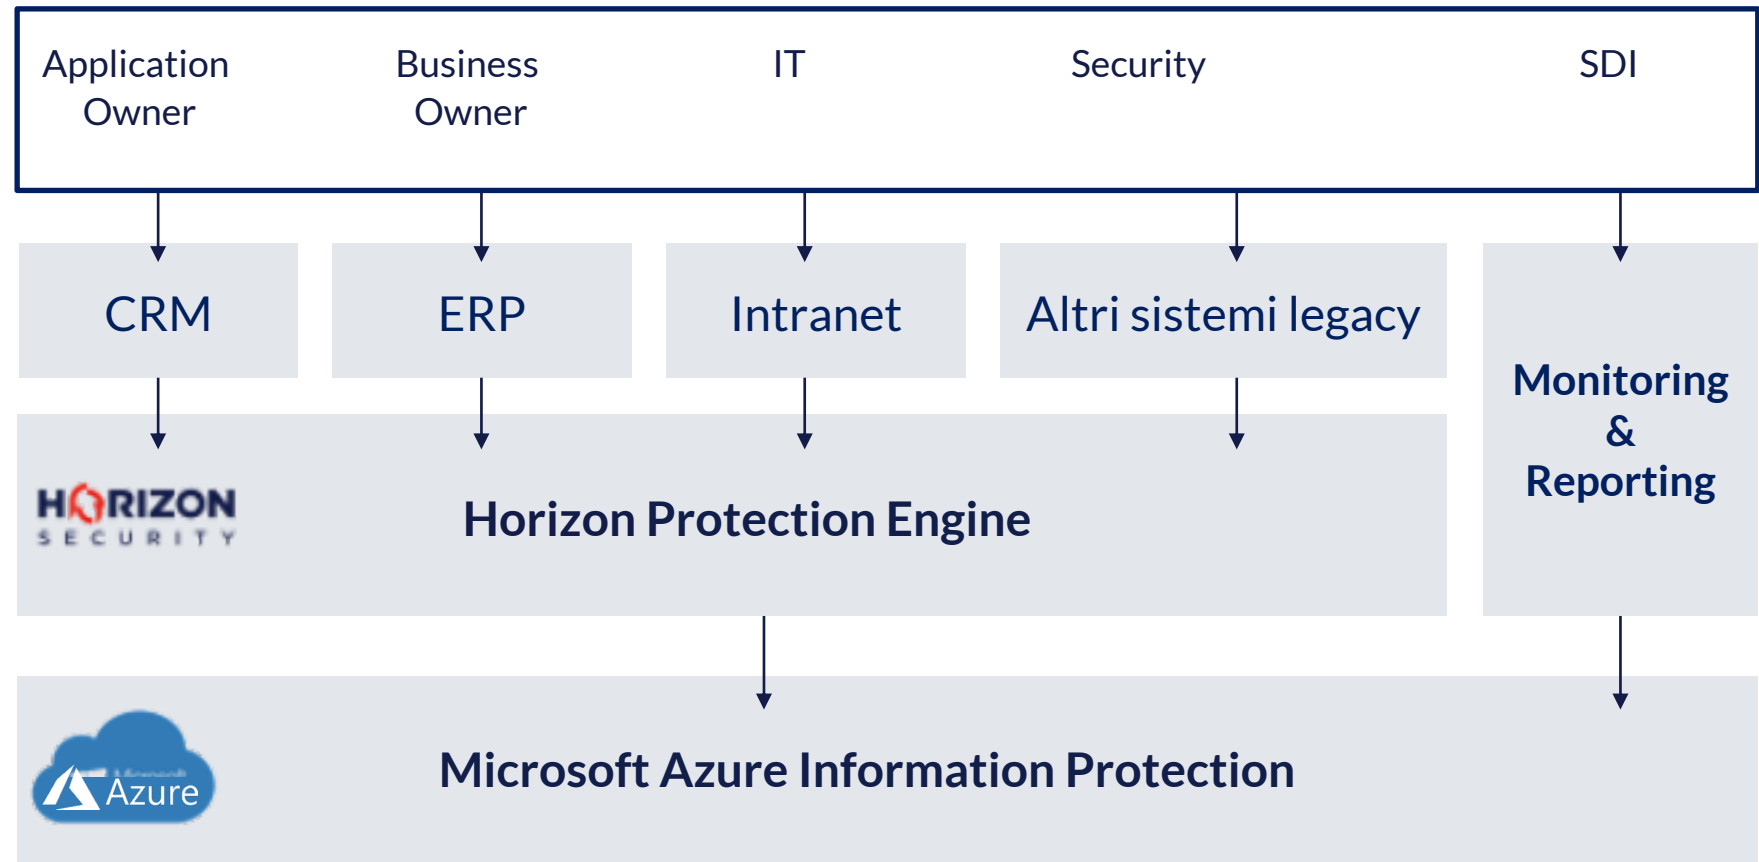 Application
Owner
Business
Owner
IT
Security
SDI
CRM
ERP
Intranet
Altri sistemi legacy
Monitoring
&
Reporting
HORIZON
SECURITY
Horizon Protection Engine
Microsoft
Azure
Microsoft Azure Information Protection